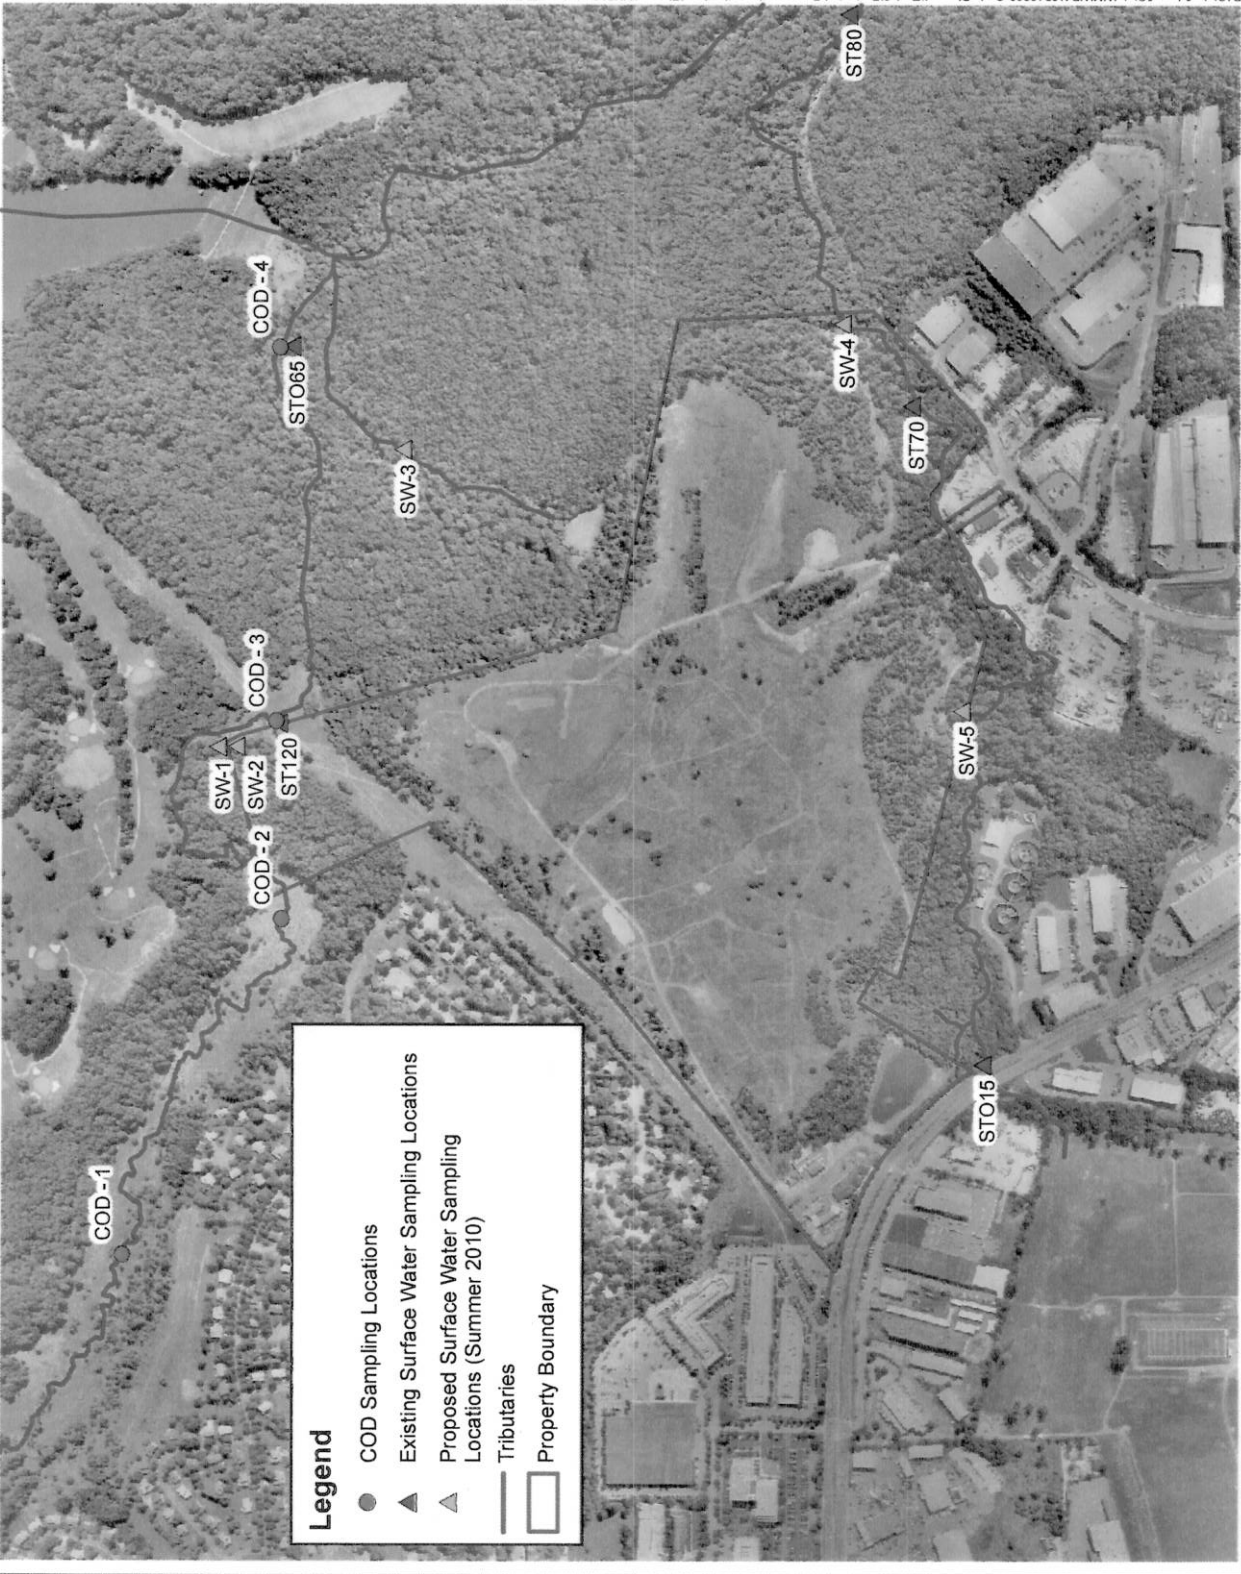 COD - 1
COD - 2
SW-1
SW-2
ST120
COD - 3
COD - 4
STO65
SW-3
ST80
SW-4
ST70
SW-5
STO15
Legend
COD Sampling Locations
Existing Surface Water Sampling Locations
Proposed Surface Water Sampling
Locations (Summer 2010)
Tributaries
Property Boundary